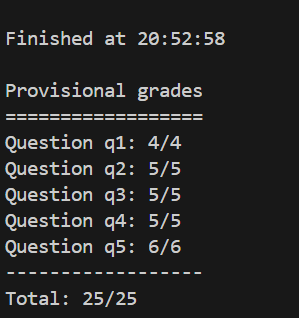 Finished at 20:52:58
Provisional grades
==================
Question q1: 4/4
Question q2: 5/5
Question q3: 5/5
Question q4: 5/5
Question q5: 6/6
------------------
Total: 25/25